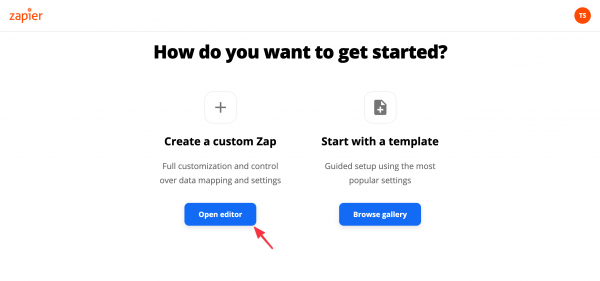 zapier
TS
How do you want to get started?
Create a custom Zap
Full customization and control
over data mapping and settings
Open editor
Start with a template
Guided setup using the most
popular settings
Browse gallery